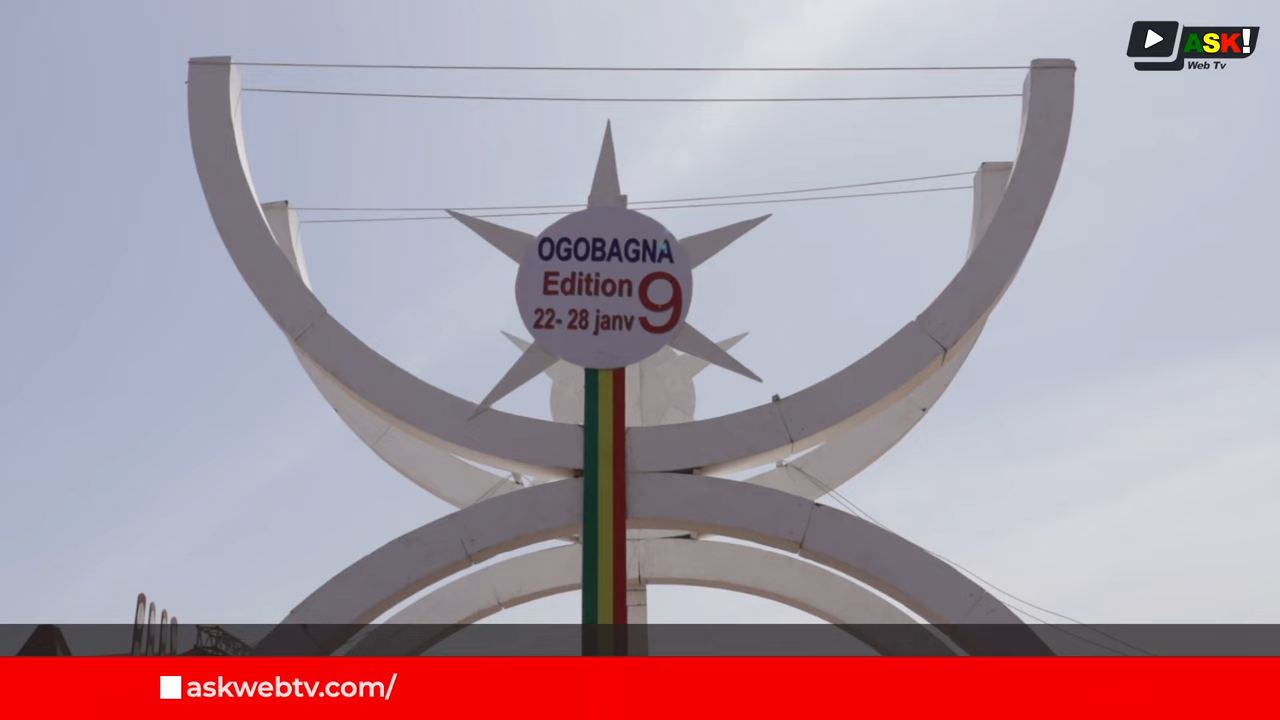 ASK!
Web Tv
OGOBAGNA
Edition 9
22- 28 janv
askwebtv.com/